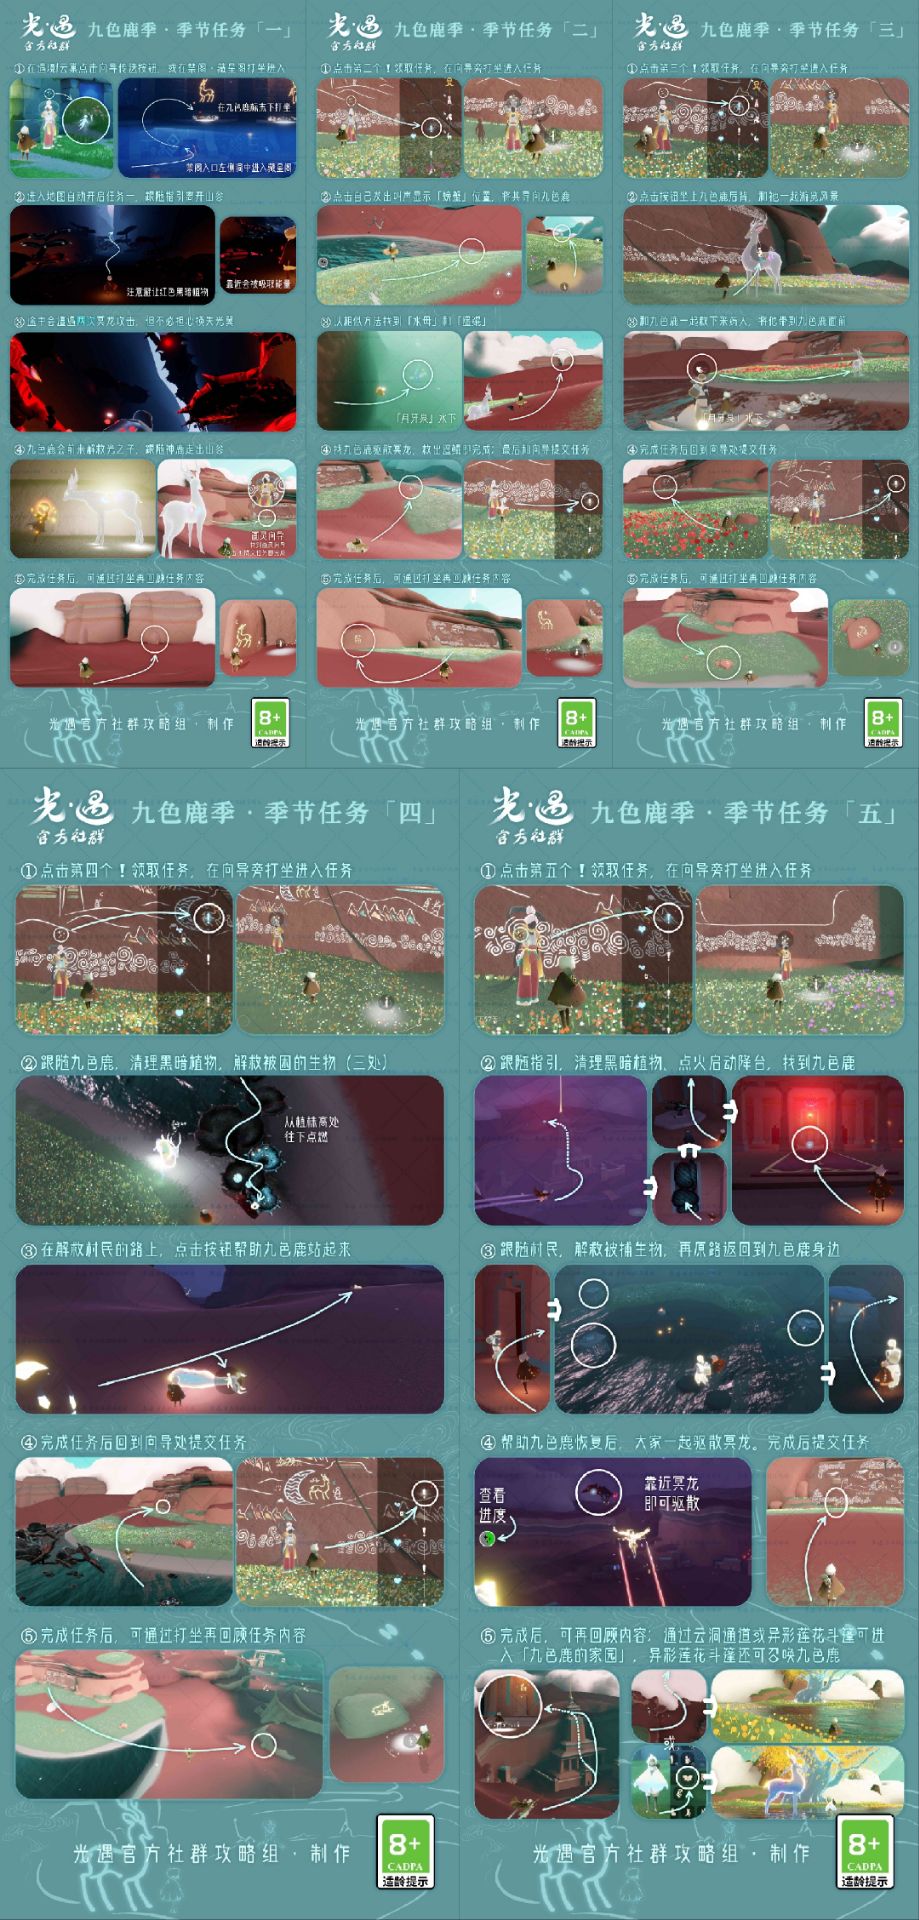 光·遇
官方社群
九色鹿季·季节任务「一」
①在遇境/云巢点击向导传送按钮，或在禁阁·藏星阁打坐进入
在九色鹿标志下打坐
禁阁入口左侧洞中进入藏星阁
②进入地图自动开启任务一，跟随指引离开山谷
注意避让红色黑暗植物
靠近会被吸取能量
③途中会遭遇两次冥龙攻击，但不必担心损失光翼
④九色鹿会前来解救光之子，跟随神鹿走出山谷
⑤完成任务后，可通过打坐再回顾任务内容
光遇官方社群攻略组·制作
8+
CADPA
适龄提示
光·遇
官方社群
九色鹿季·季节任务「二」
①点击第二个！领取任务，在向导旁打坐进入任务
②点击自己发出叫声显示「螃蟹」位置，将其导向九色鹿
③以相似方法找到「水母」和「遥鲲」
「月牙泉」水下
④找九色鹿驱散冥龙，救出遥鲲即完成；最后和向导提交任务
⑤完成任务后，可通过打坐再回顾任务内容
光遇官方社群攻略组·制作
8+
CADPA
适龄提示
光·遇
官方社群
九色鹿季·季节任务「三」
①点击第三个！领取任务，在向导旁打坐进入任务
②点击按钮坐上九色鹿后背，和祂一起游览风景
③和九色鹿一起救下来客人，将他带到九色鹿面前
「月牙泉」水下
④完成任务后回到向导处提交任务
⑤完成任务后，可通过打坐再回顾任务内容
光遇官方社群攻略组·制作
8+
CADPA
适龄提示
光·遇
官方社群
九色鹿季·季节任务「四」
①点击第四个！领取任务，在向导旁打坐进入任务
②跟随九色鹿，清理黑暗植物，解救被困的生物（三处）
从植株高处
往下点燃
③在解救村民的路上，点击按钮帮助九色鹿站起来
④完成任务后回到向导处提交任务
⑤完成任务后，可通过打坐再回顾任务内容
光遇官方社群攻略组·制作
8+
CADPA
适龄提示
光·遇
官方社群
九色鹿季·季节任务「五」
①点击第五个！领取任务，在向导旁打坐进入任务
②跟随指引，清理黑暗植物、点火启动降台，找到九色鹿
③跟随村民，解救被捕生物，再原路返回到九色鹿身边
④帮助九色鹿恢复后，大家一起驱散冥龙。完成后提交任务
查看
进度
靠近冥龙
即可驱散
⑤完成后，可再回顾内容；通过云洞通道或异形莲花斗篷可进
入「九色鹿的家园」，异形莲花斗篷还可召唤九色鹿
或
光遇官方社群攻略组·制作
8+
CADPA
适龄提示